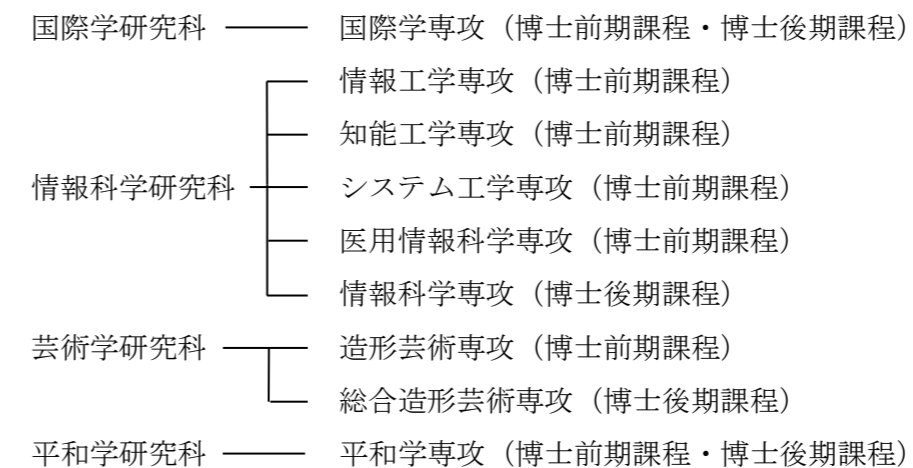 国際学研究科 国際学専攻（博士前期課程・博士後期課程）
情報工学専攻（博士前期課程）
知能工学専攻（博士前期課程）
情報科学研究科 システム工学専攻（博士前期課程）
医用情報科学専攻（博士前期課程）
情報科学専攻（博士後期課程）
芸術学研究科 造形芸術専攻（博士前期課程）
総合造形芸術専攻（博士後期課程）
平和学研究科 平和学専攻（博士前期課程・博士後期課程）